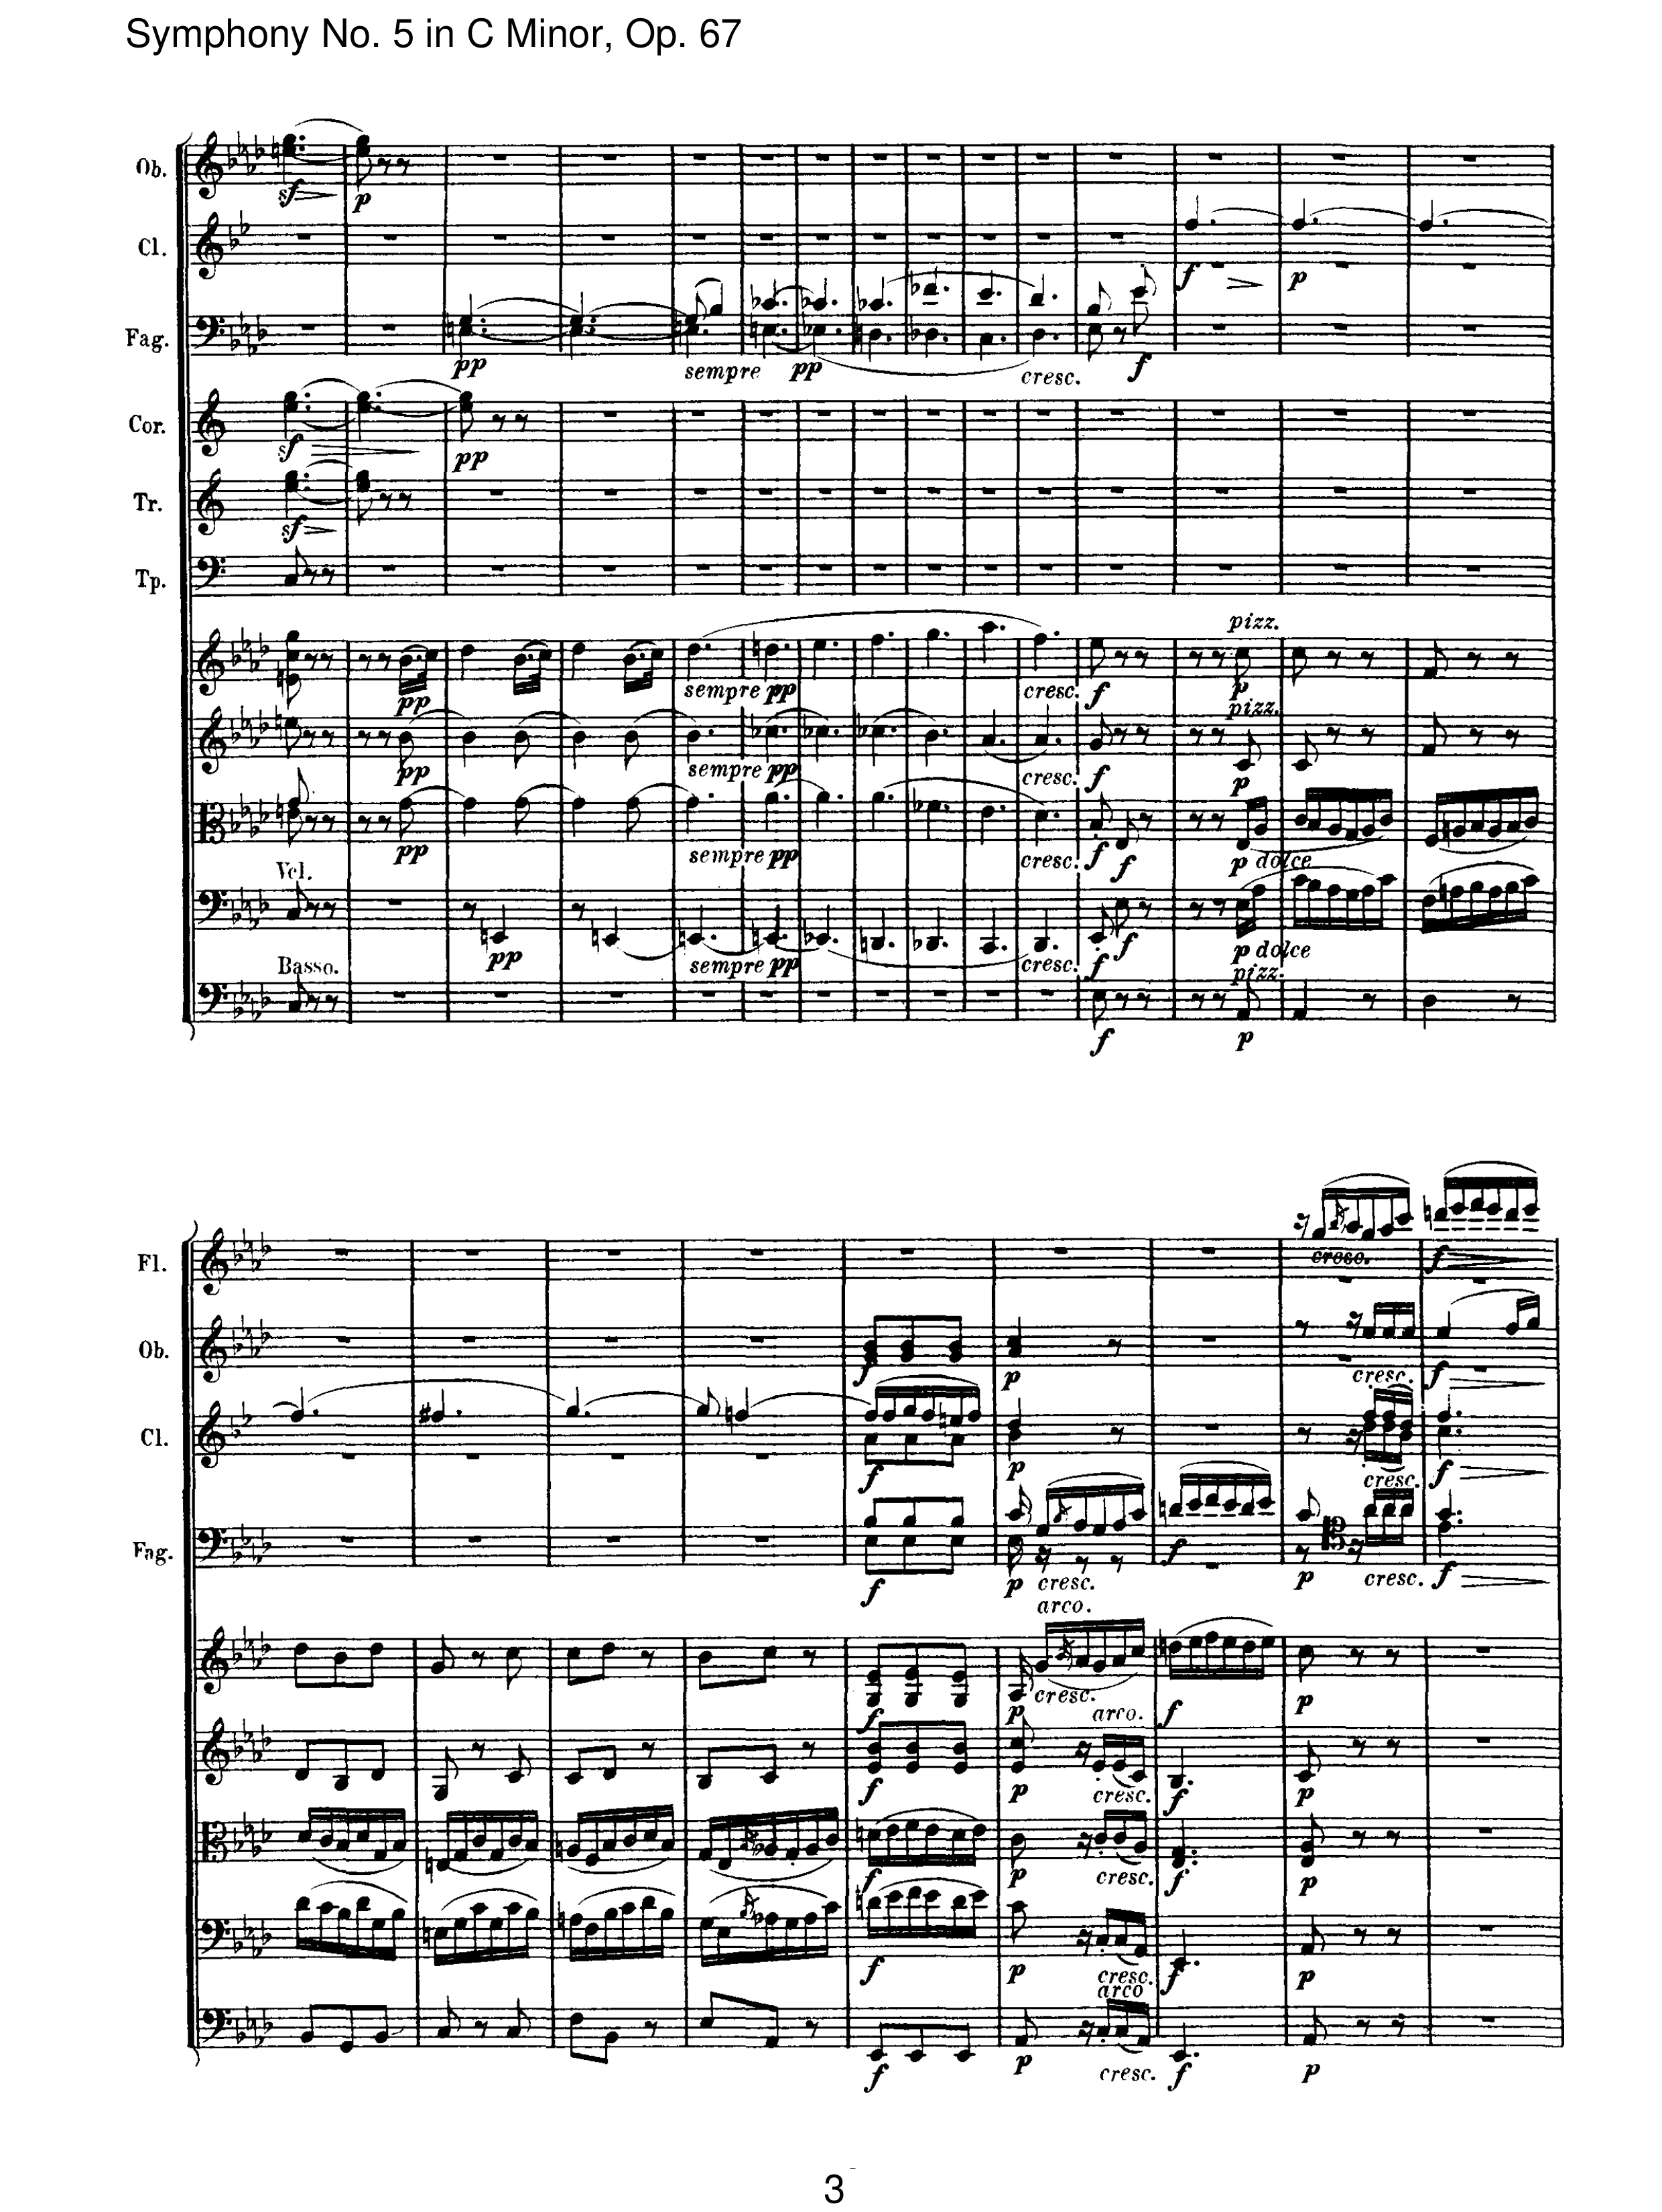 Symphony No. 5 in C Minor, Op. 67
Ob.
sf
p
Cl.
f
p
Fag.
pp
sempre pp
cresc.
f
Cor.
sf
pp
Tr.
sf
Tp.
pizz.
pp
sempre pp
cresc.
f
p
pizz.
pp
sempre pp
cresc.
f
p
pp
sempre pp
cresc.
f
f
p dolce
Vcl.
pp
sempre pp
cresc.
f
f
p dolce
Basso.
pizz.
f
p
Fl.
cresc.
f
Ob.
f
p
cresc.
f
Cl.
f
p
cresc.
f
Fag.
f
p
cresc.
f
p
cresc.
f
arco.
f
p
cresc.
f
p
arco.
f
p
cresc.
f
p
f
p
cresc.
f
p
f
p
cresc.
f
p
arco
f
p
cresc.
f
p
3